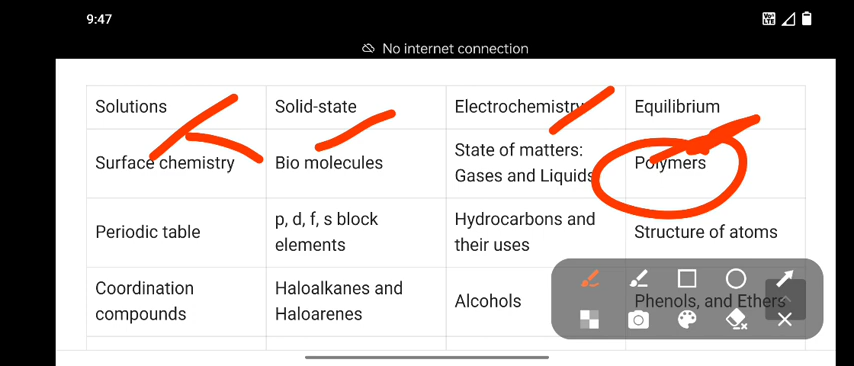 9:47
No internet connection
Solutions Solid-state Electrochemistry Equilibrium
Surface chemistry Bio molecules State of matters: Polymers
Gases and Liquids
Periodic table p, d, f, s block Hydrocarbons and Structure of atoms
elements their uses
Coordination Haloalkanes and Alcohols Phenols, and Ethers
compounds Haloarenes